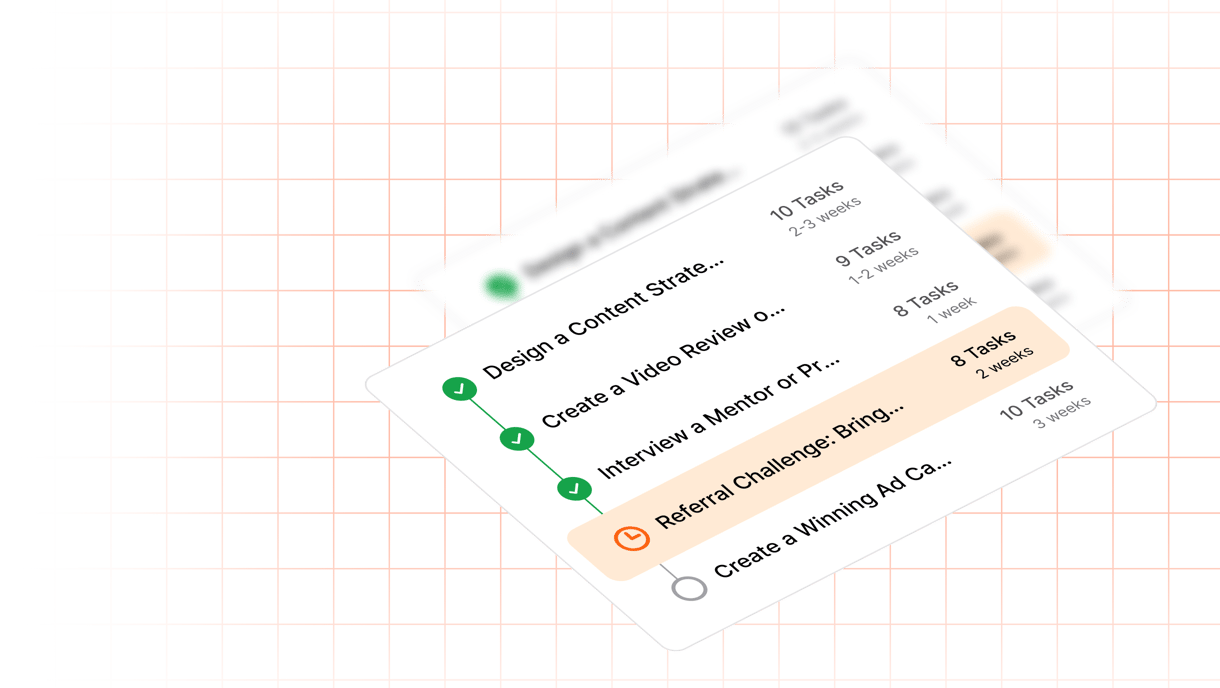 Design a Content Strate...
10 Tasks
2-3 weeks
Create a Video Review o...
9 Tasks
1-2 weeks
Interview a Mentor or Pr...
8 Tasks
1 week
Referral Challenge: Bring...
8 Tasks
2 weeks
Create a Winning Ad Ca...
10 Tasks
3 weeks